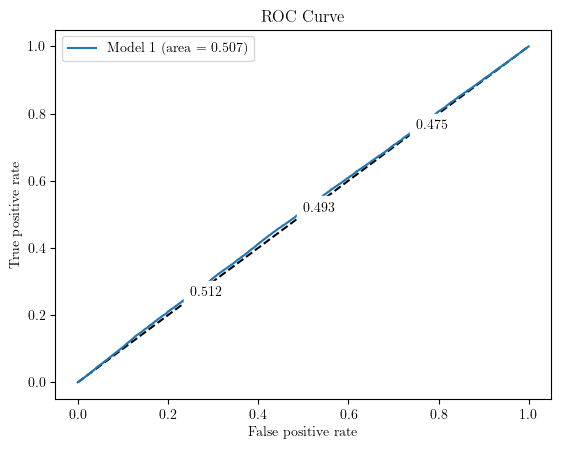 ROC Curve
Model 1 (area = 0.507)
1.0
0.8
0.6
0.4
0.2
0.0
True positive rate
0.475
0.493
0.512
0.0 0.2 0.4 0.6 0.8 1.0
False positive rate